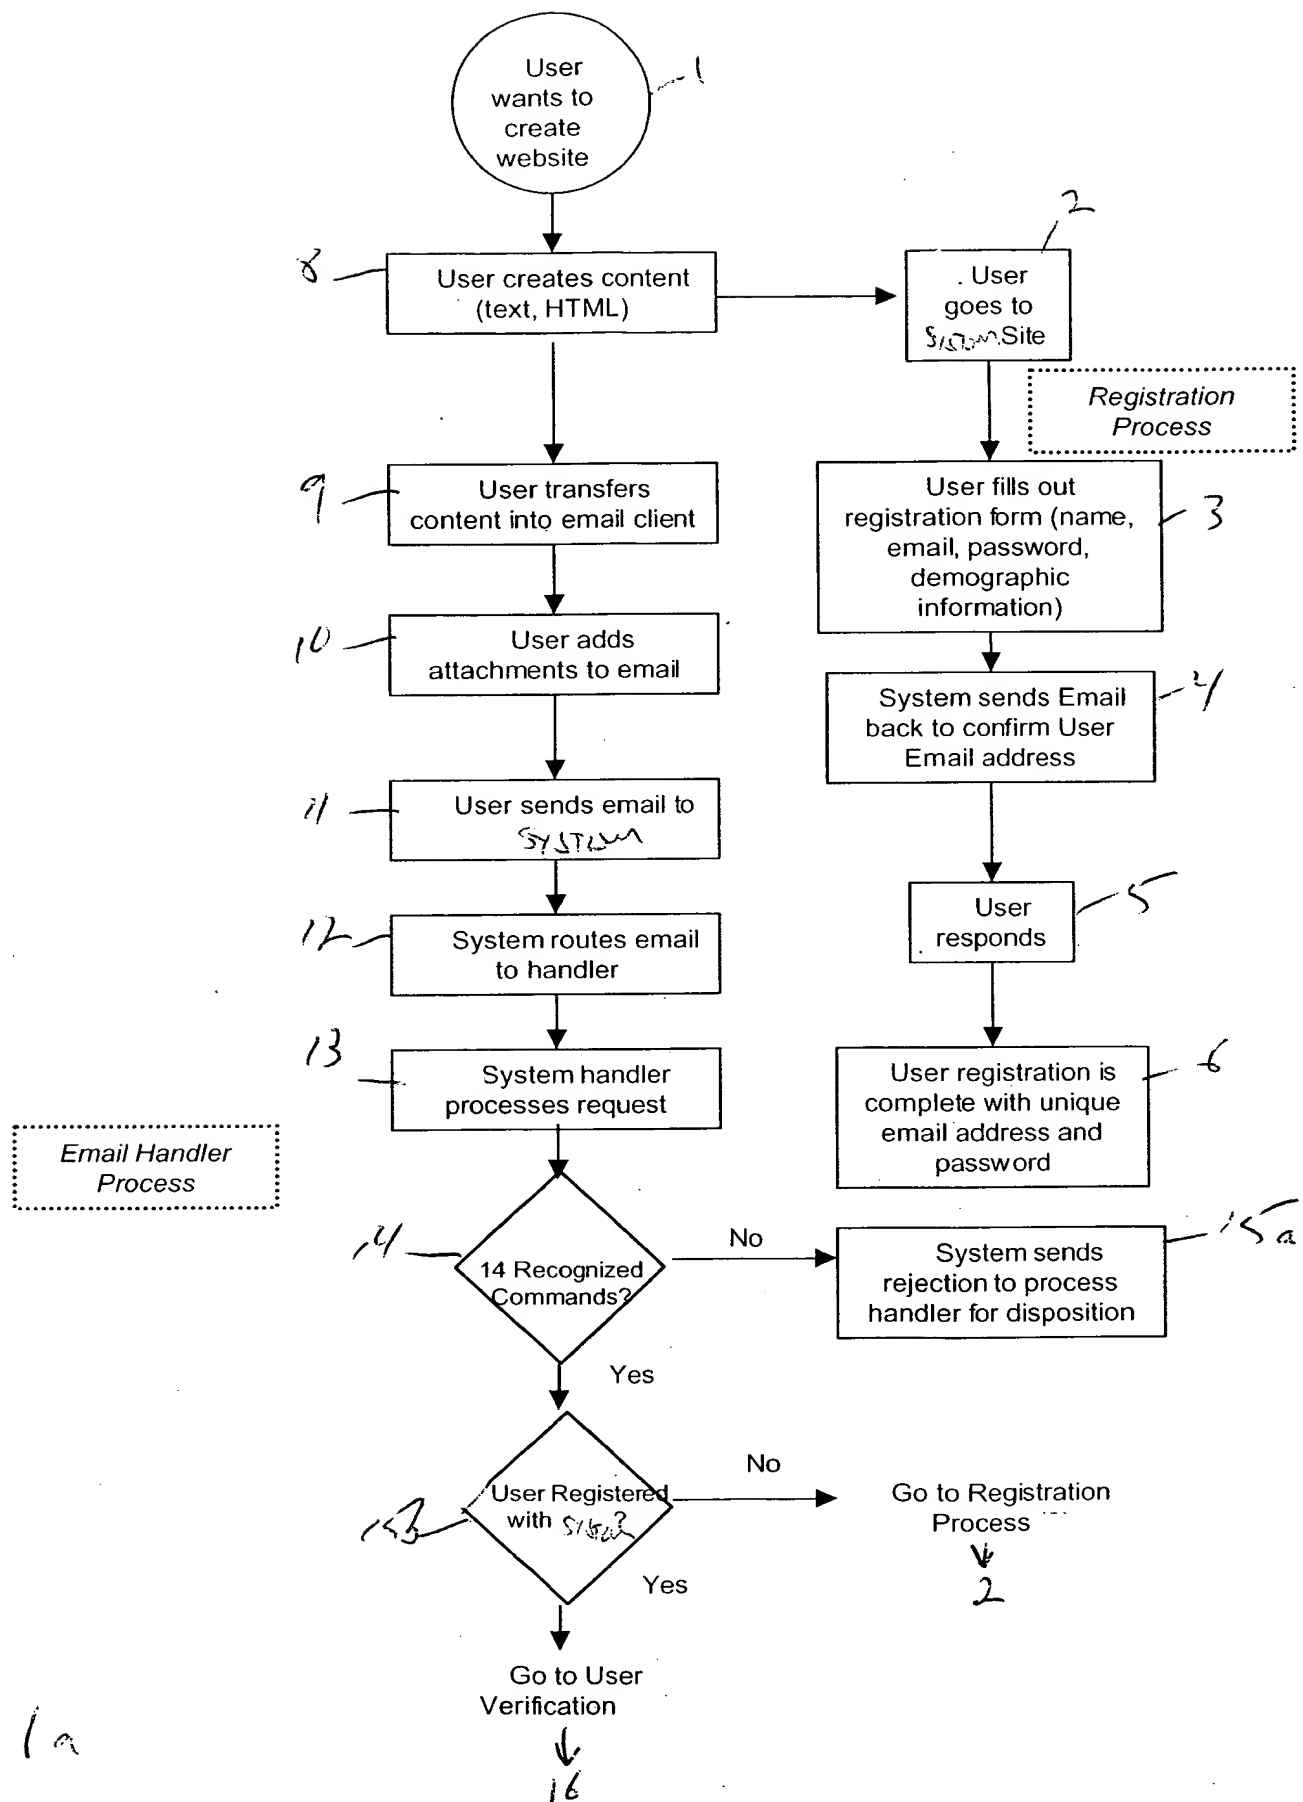 User
wants to
create
website
1
8
User creates content
(text, HTML)
2
. User
goes to
System Site
Registration
Process
9
User transfers
content into email client
User fills out
registration form (name,
email, password,
demographic
information)
3
10
User adds
attachments to email
System sends Email
back to confirm User
Email address
4
11
User sends email to
SYSTEM
User
responds
5
12
System routes email
to handler
13
System handler
processes request
User registration is
complete with unique
email address and
password
6
Email Handler
Process
14
14 Recognized
Commands?
No
System sends
rejection to process
handler for disposition
15a
Yes
User Registered
with System?
No
Go to Registration
Process
2
Yes
Go to User
Verification
16
1a